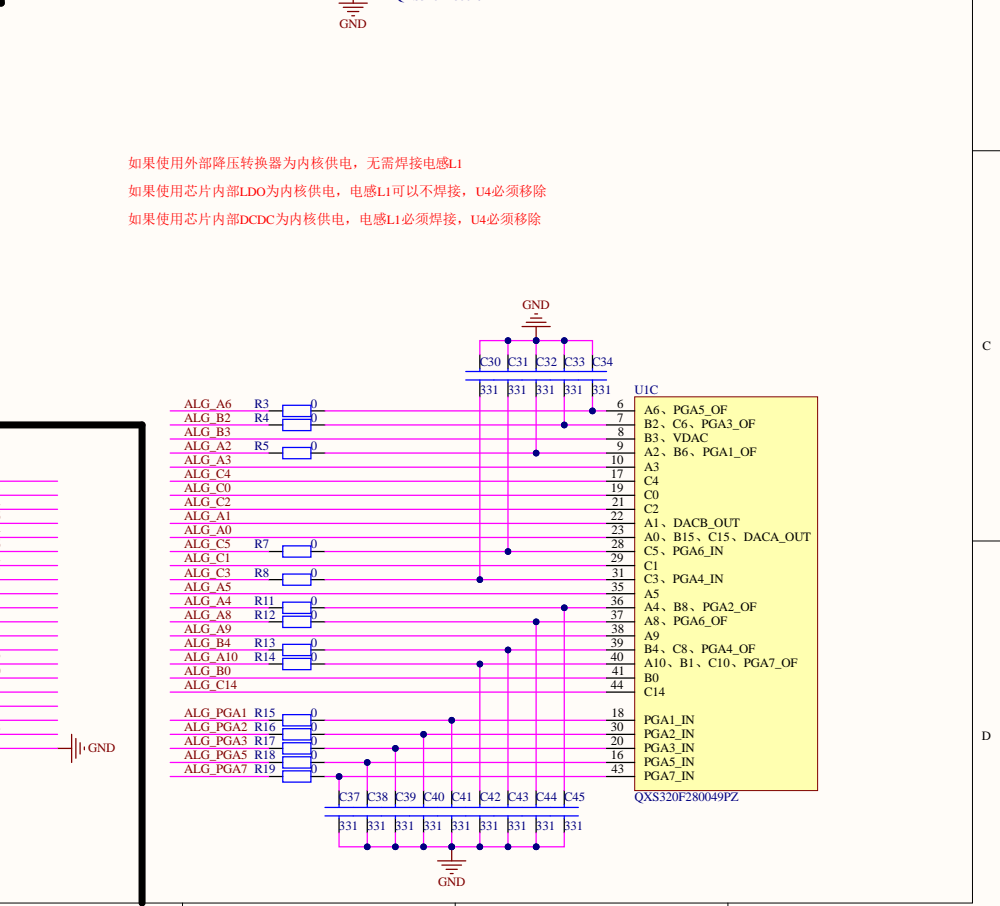 GND
如果使用外部降压转换器为内核供电，无需焊接电感L1
如果使用芯片内部LDO为内核供电，电感L1可以不焊接，U4必须移除
如果使用芯片内部DCDC为内核供电，电感L1必须焊接，U4必须移除
GND
C
C30 C31 C32 C33 C34
331 331 331 331 331
U1C
ALG_A6 R3 0 6 A6、PGA5_OF
ALG_B2 R4 0 7 B2、C6、PGA3_OF
ALG_B3 8 B3、VDAC
ALG_A2 R5 0 9 A2、B6、PGA1_OF
ALG_A3 10 A3
ALG_C4 17 C4
ALG_C0 19 C0
ALG_C2 21 C2
ALG_A1 22 A1、DACB_OUT
ALG_A0 23 A0、B15、C15、DACA_OUT
ALG_C5 R7 0 28 C5、PGA6_IN
ALG_C1 29 C1
ALG_C3 R8 0 31 C3、PGA4_IN
ALG_A5 35 A5
ALG_A4 R11 0 36 A4、B8、PGA2_OF
ALG_A8 R12 0 37 A8、PGA6_OF
ALG_A9 38 A9
ALG_B4 R13 0 39 B4、C8、PGA4_OF
ALG_A10 R14 0 40 A10、B1、C10、PGA7_OF
ALG_B0 41 B0
ALG_C14 44 C14
ALG_PGA1 R15 0 18 PGA1_IN
ALG_PGA2 R16 0 30 PGA2_IN
D
ALG_PGA3 R17 0 20 PGA3_IN
GND
ALG_PGA5 R18 0 16 PGA5_IN
ALG_PGA7 R19 0 43 PGA7_IN
C37 C38 C39 C40 C41 C42 C43 C44 C45
QXS320F280049PZ
331 331 331 331 331 331 331 331 331
GND